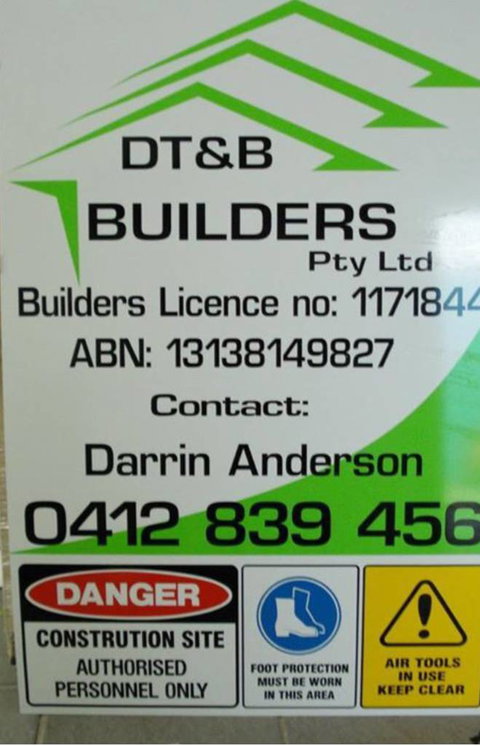 DT&B
BUILDERS
Pty Ltd
Builders Licence no: 1171844
ABN: 13138149827
Contact:
Darrin Anderson
0412 839 456
DANGER
CONSTRUTION SITE
AUTHORISED
PERSONNEL ONLY
FOOT PROTECTION
MUST BE WORN
IN THIS AREA
AIR TOOLS
IN USE
KEEP CLEAR